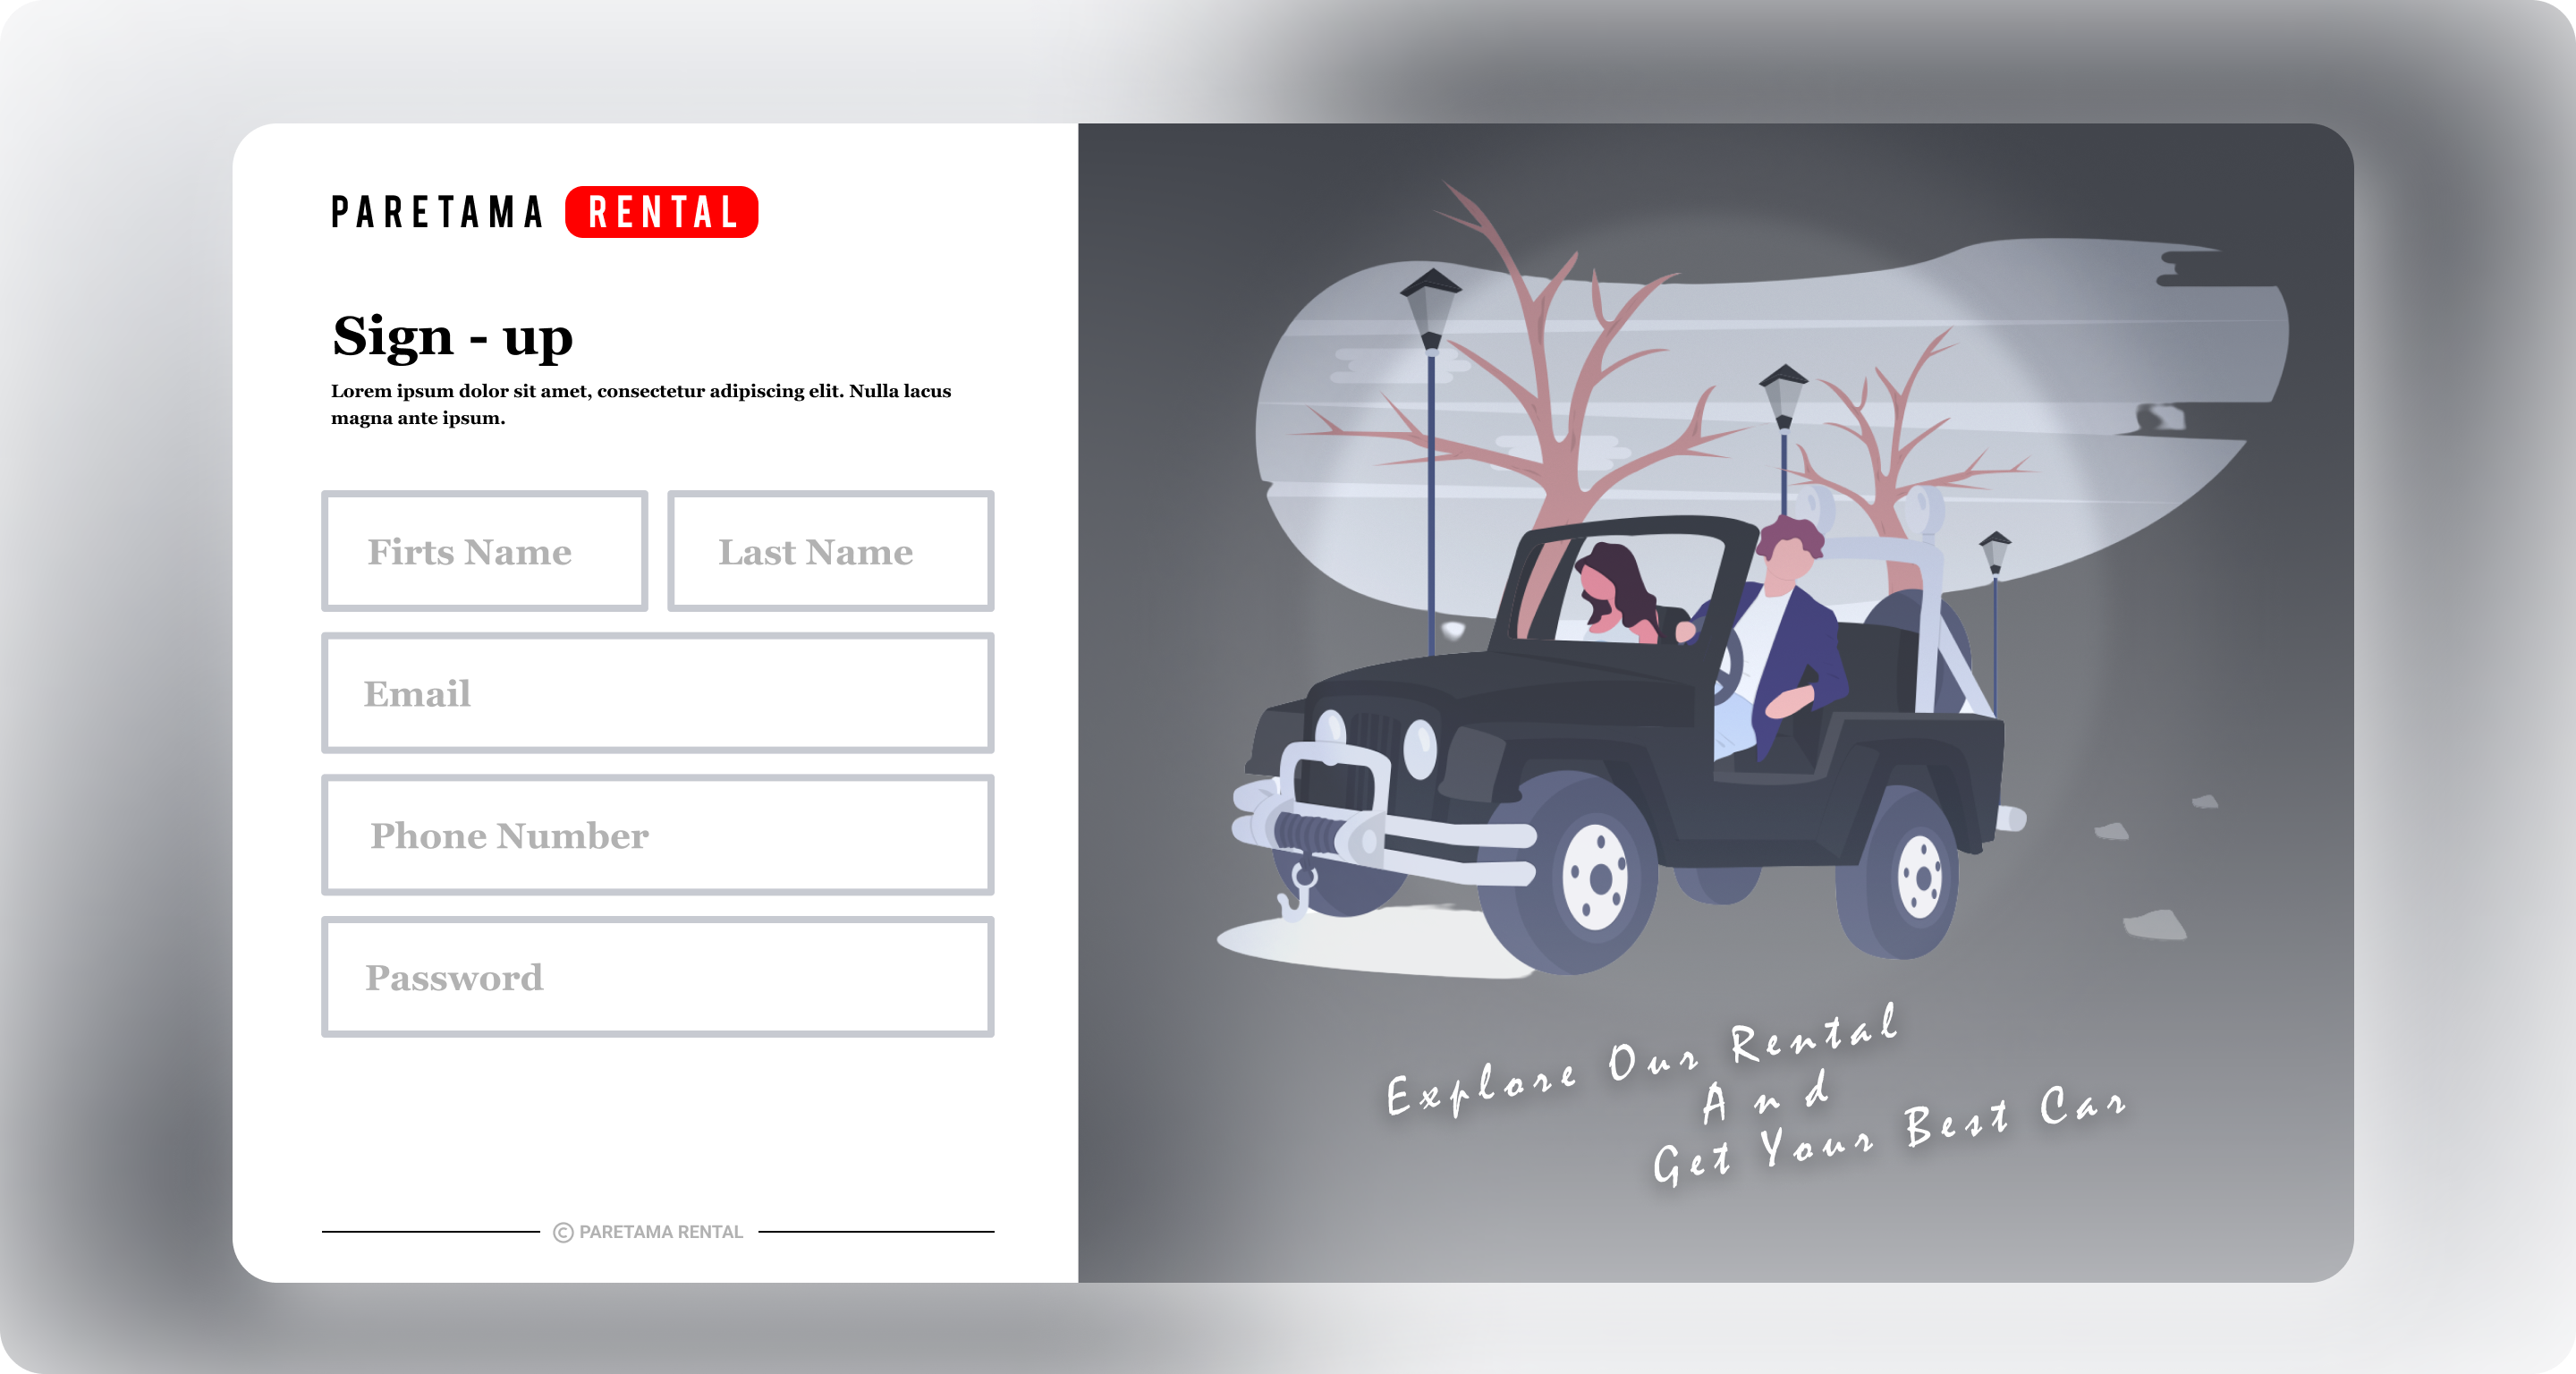 PARETAMA RENTAL
Sign - up
Lorem ipsum dolor sit amet, consectetur adipiscing elit. Nulla lacus
magna ante ipsum.
Firts Name
Last Name
Email
Phone Number
Password
© PARETAMA RENTAL
Explore Our Rental
And
Get Your Best Car